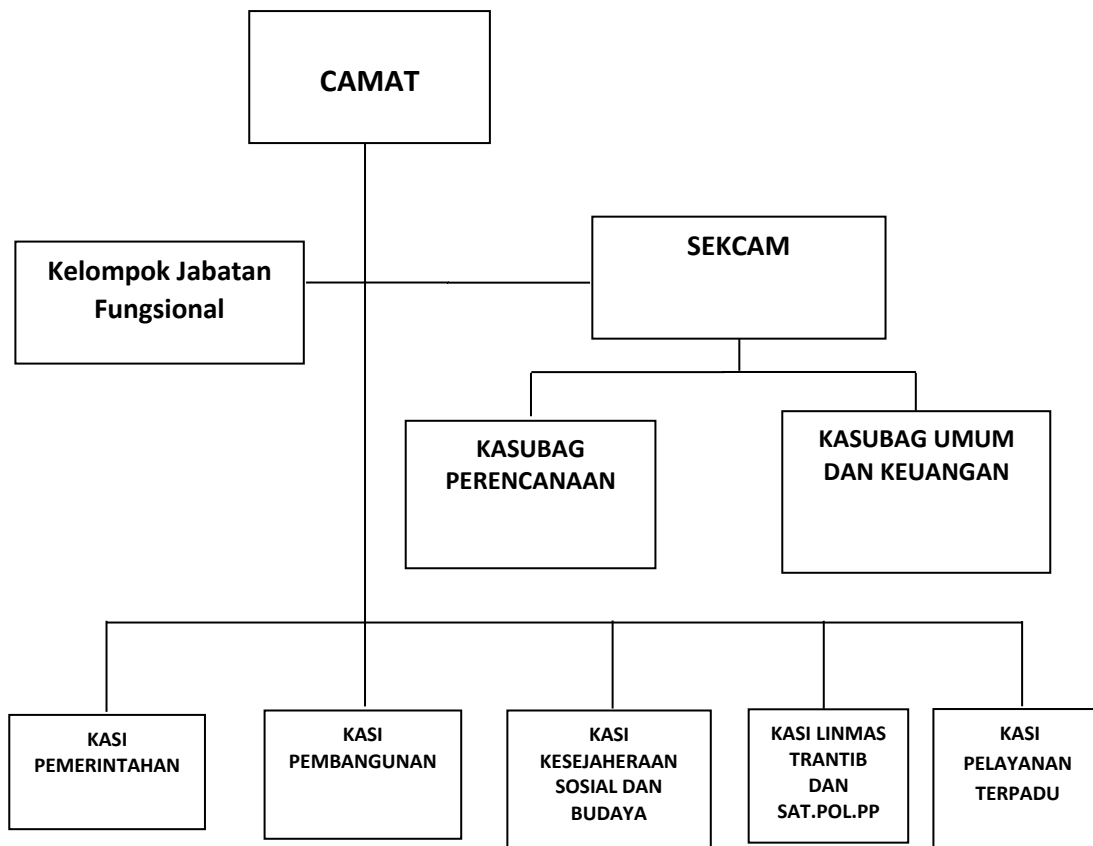 CAMAT
Kelompok Jabatan
Fungsional
SEKCAM
KASUBAG
PERENCANAAN
KASUBAG UMUM
DAN KEUANGAN
KASI
PEMERINTAHAN
KASI
PEMBANGUNAN
KASI
KESEJAHERAAN
SOSIAL DAN
BUDAYA
KASI LINMAS
TRANTIB
DAN
SAT.POL.PP
KASI
PELAYANAN
TERPADU